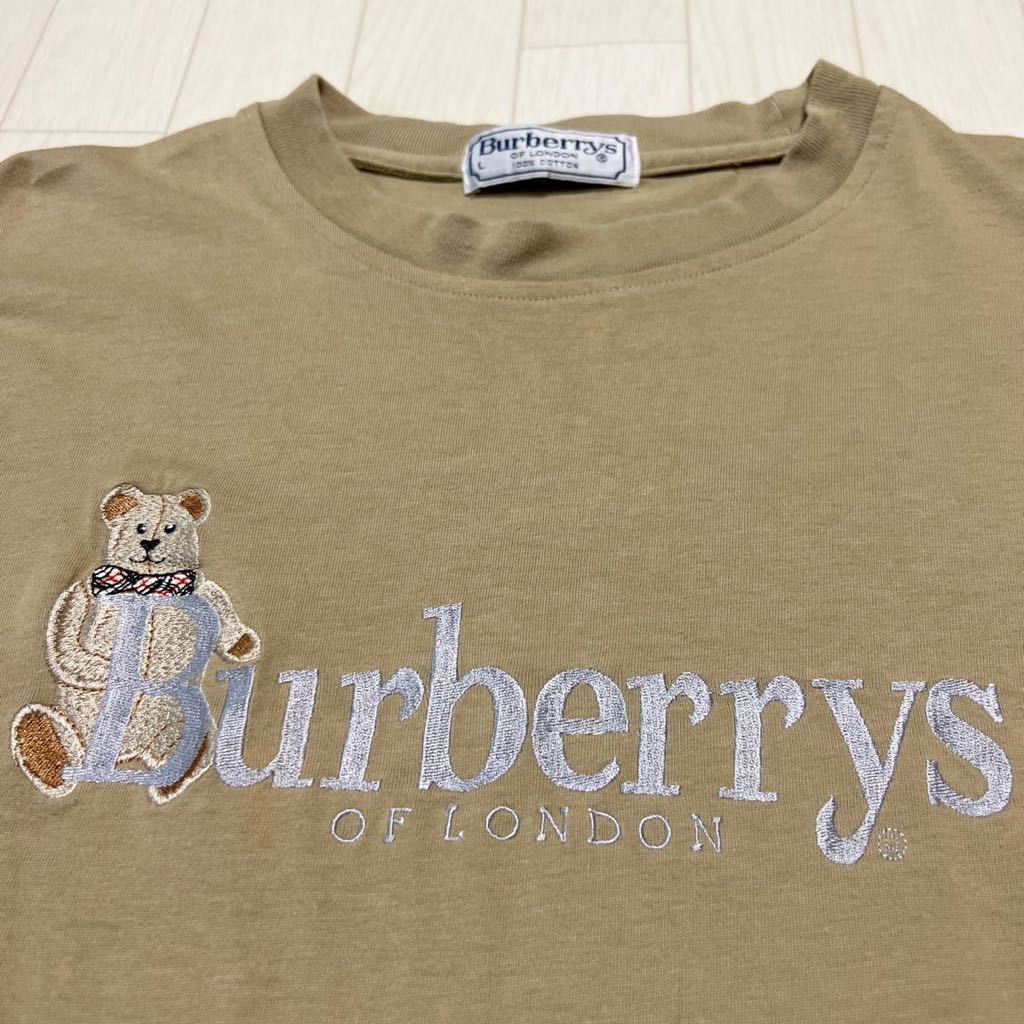 Burberrys
OF LONDON ®
L 100% COTTON
Burberrys
OF LONDON ®